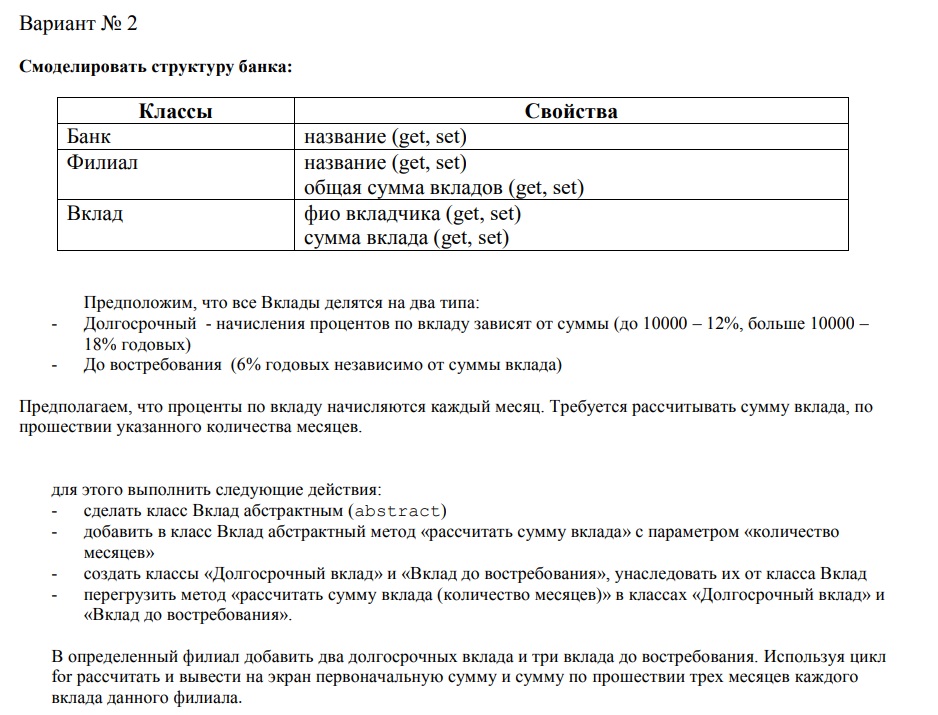 Вариант № 2
Смоделировать структуру банка:
Классы Свойства
Банк название (get, set)
Филиал название (get, set)
общая сумма вкладов (get, set)
Вклад фио вкладчика (get, set)
сумма вклада (get, set)
Предположим, что все Вклады делятся на два типа:
- Долгосрочный - начисления процентов по вкладу зависят от суммы (до 10000 – 12%, больше 10000 –
18% годовых)
- До востребования (6% годовых независимо от суммы вклада)
Предполагаем, что проценты по вкладу начисляются каждый месяц. Требуется рассчитывать сумму вклада, по
прошествии указанного количества месяцев.
для этого выполнить следующие действия:
- сделать класс Вклад абстрактным (abstract)
- добавить в класс Вклад абстрактный метод «рассчитать сумму вклада» с параметром «количество
месяцев»
- создать классы «Долгосрочный вклад» и «Вклад до востребования», унаследовать их от класса Вклад
- перегрузить метод «рассчитать сумму вклада (количество месяцев)» в классах «Долгосрочный вклад» и
«Вклад до востребования».
В определенный филиал добавить два долгосрочных вклада и три вклада до востребования. Используя цикл
for рассчитать и вывести на экран первоначальную сумму и сумму по прошествии трех месяцев каждого
вклада данного филиала.